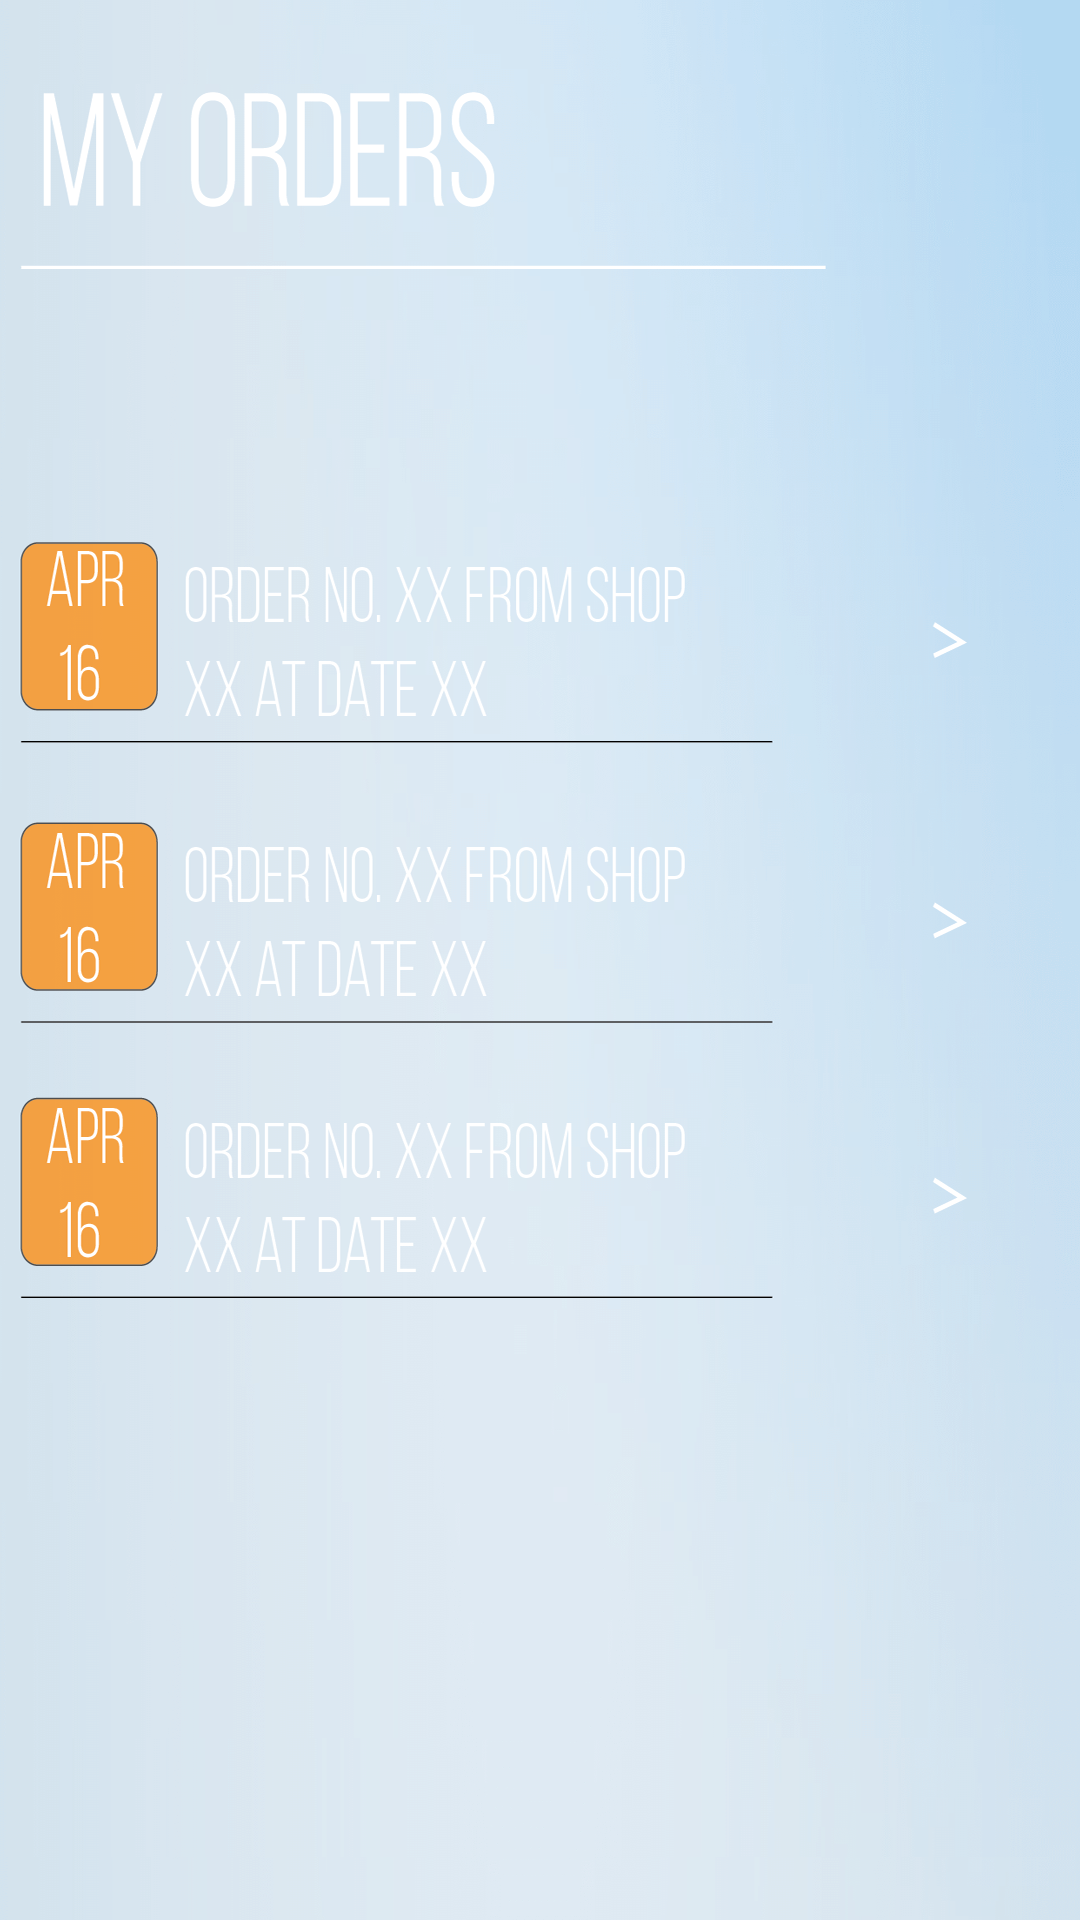 MY ORDERS
APR
16
ORDER NO. XX FROM SHOP
XX AT DATE XX
>
APR
16
ORDER NO. XX FROM SHOP
XX AT DATE XX
>
APR
16
ORDER NO. XX FROM SHOP
XX AT DATE XX
>